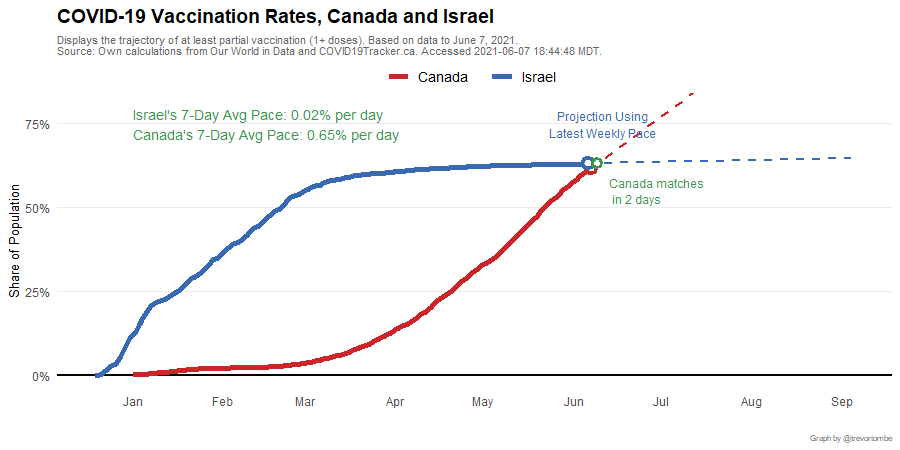 COVID-19 Vaccination Rates, Canada and Israel
Displays the trajectory of at least partial vaccination (1+ doses). Based on data to June 7, 2021.
Source: Own calculations from Our World in Data and COVID19Tracker.ca. Accessed 2021-06-07 18:44:48 MDT.
Canada Israel
Israel's 7-Day Avg Pace: 0.02% per day
Canada's 7-Day Avg Pace: 0.65% per day
Projection Using
Latest Weekly Pace
Canada matches
in 2 days
Share of Population
75%
50%
25%
0%
Jan Feb Mar Apr May Jun Jul Aug Sep
Graph by @trevortombe